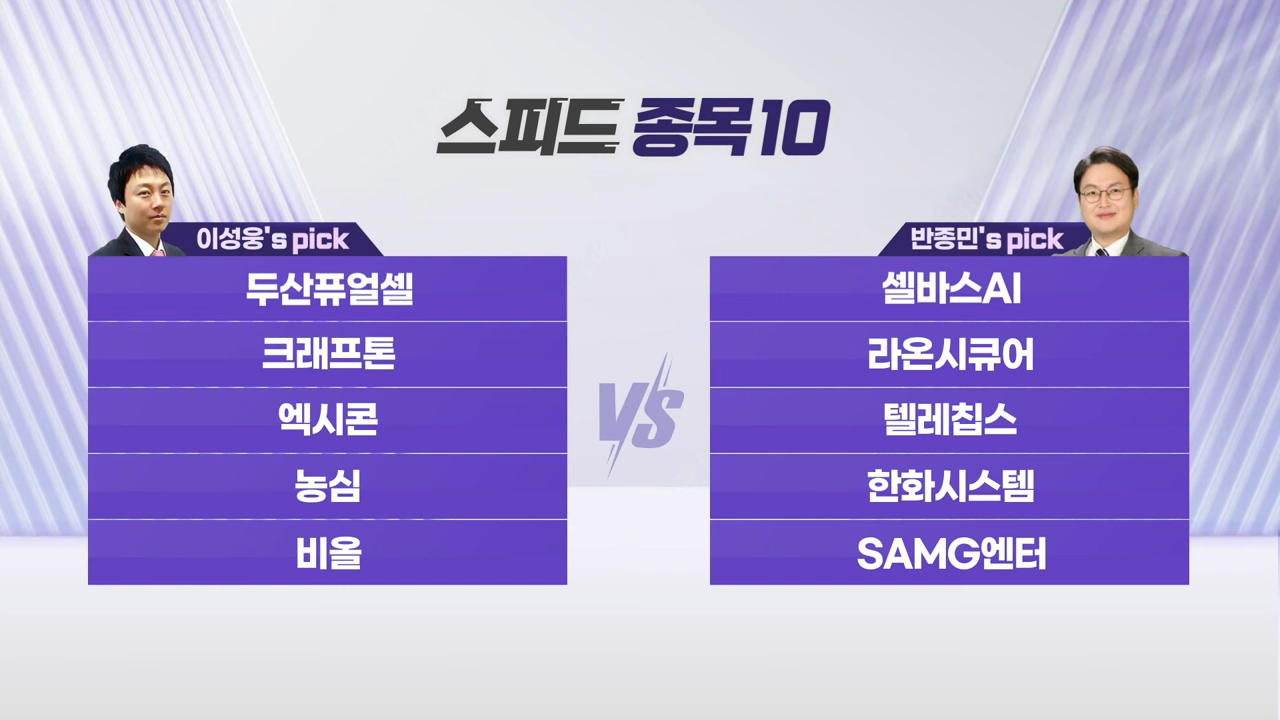 스피드 종목10
이성웅's pick
두산퓨얼셀
크래프톤
엑시콘
농심
비올
VS
반종민's pick
셀바스AI
라온시큐어
텔레칩스
한화시스템
SAMG엔터